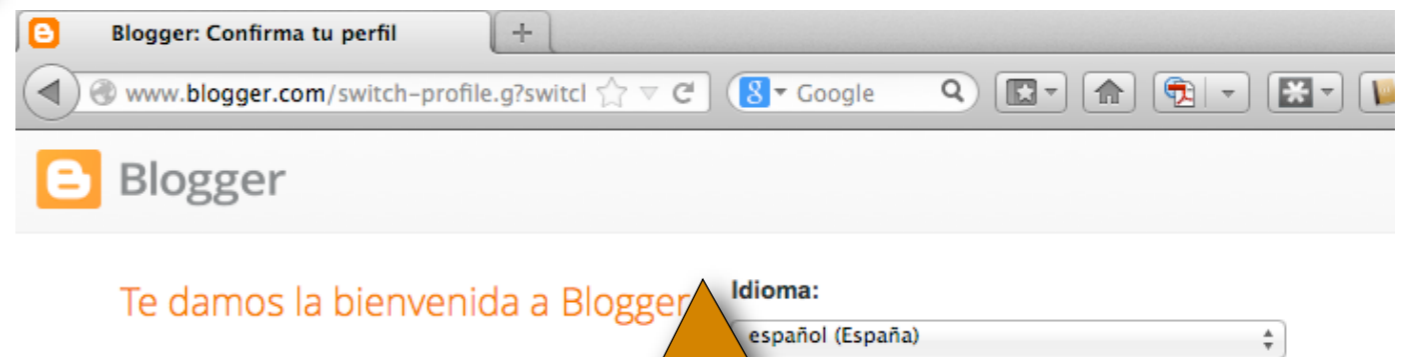 Blogger: Confirma tu perfil
www.blogger.com/switch-profile.g?switcl
Google
Blogger
Te damos la bienvenida a Blogger
Idioma:
español (España)